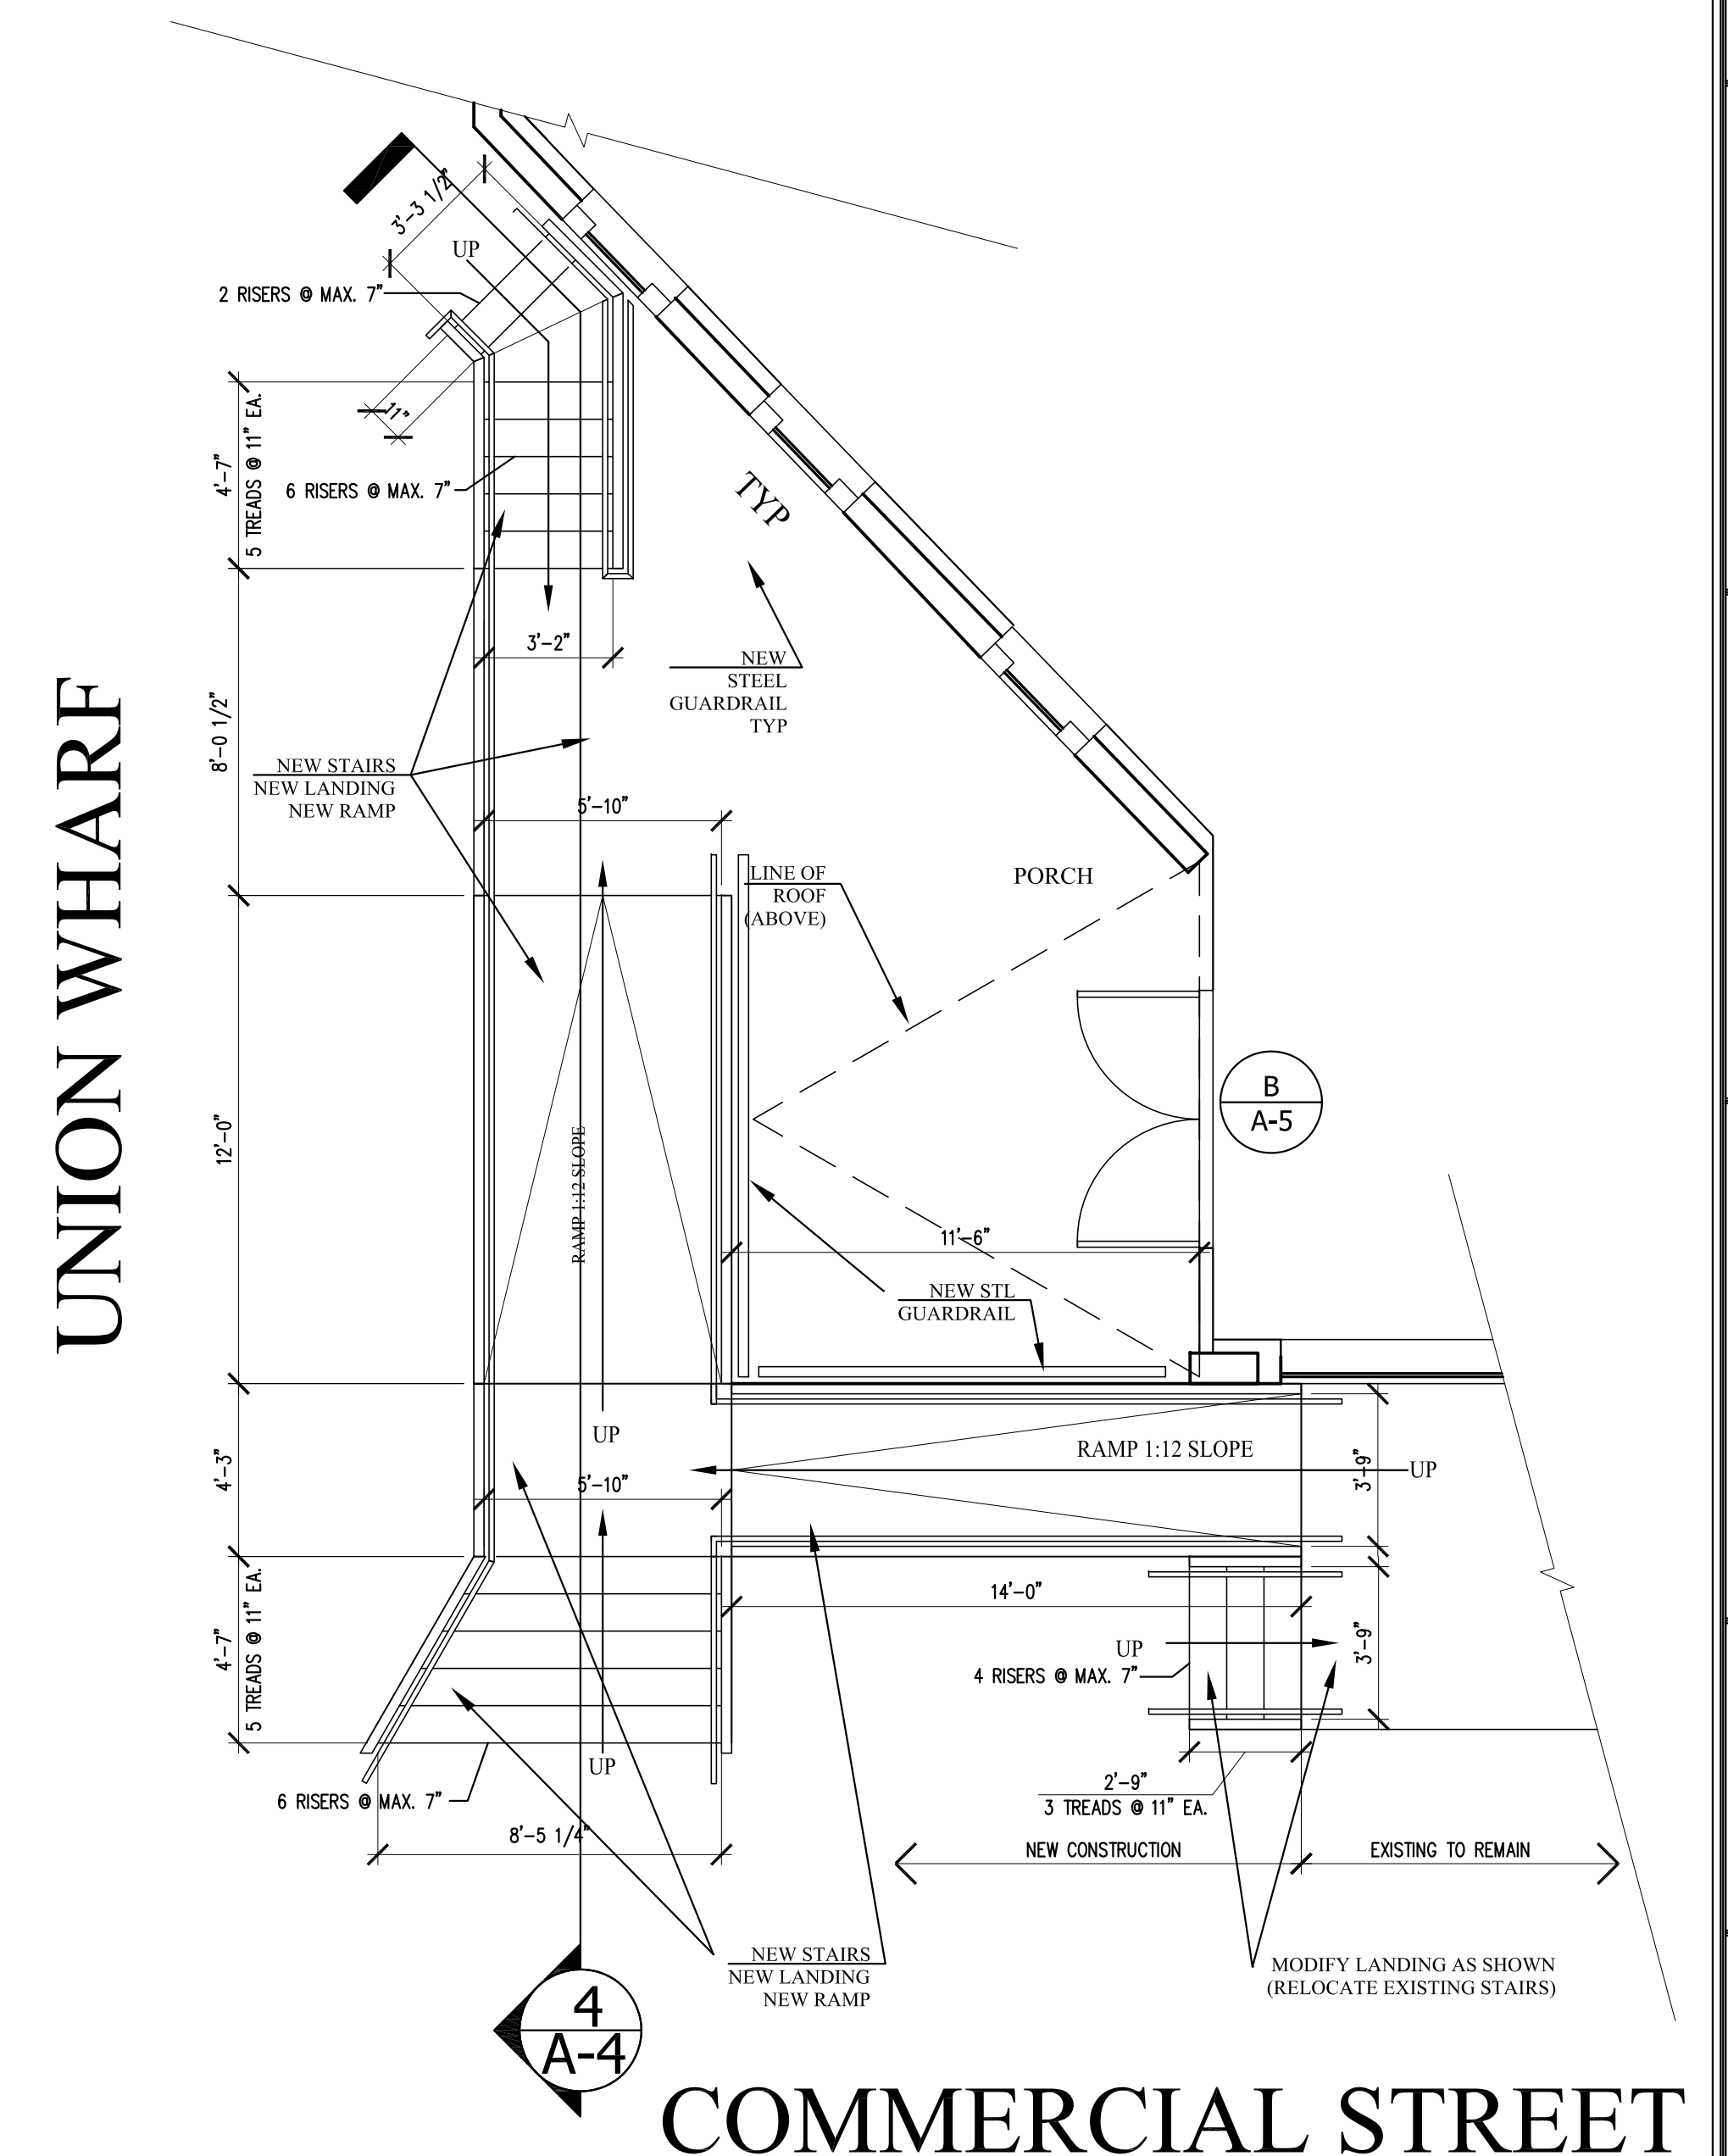 3'-3 1/2"
UP
2 RISERS @ MAX. 7"
11"
4'-7"
5 TREADS @ 11" EA.
6 RISERS @ MAX. 7"
TYP
3'-2"
NEW
STEEL
GUARDRAIL
TYP
8'-0 1/2"
UNION WHARF
NEW STAIRS
NEW LANDING
NEW RAMP
5'-10"
LINE OF
ROOF
(ABOVE)
PORCH
B
A-5
12'-0"
RAMP 1:12 SLOPE
11'-6"
NEW STL
GUARDRAIL
UP
RAMP 1:12 SLOPE
UP
4'-3"
3'-9"
5'-10"
14'-0"
4'-7"
5 TREADS @ 11" EA.
UP
4 RISERS @ MAX. 7"
3'-9"
UP
6 RISERS @ MAX. 7"
2'-9"
3 TREADS @ 11" EA.
8'-5 1/4"
NEW CONSTRUCTION
EXISTING TO REMAIN
NEW STAIRS
NEW LANDING
NEW RAMP
MODIFY LANDING AS SHOWN
(RELOCATE EXISTING STAIRS)
4
A-4
COMMERCIAL STREET